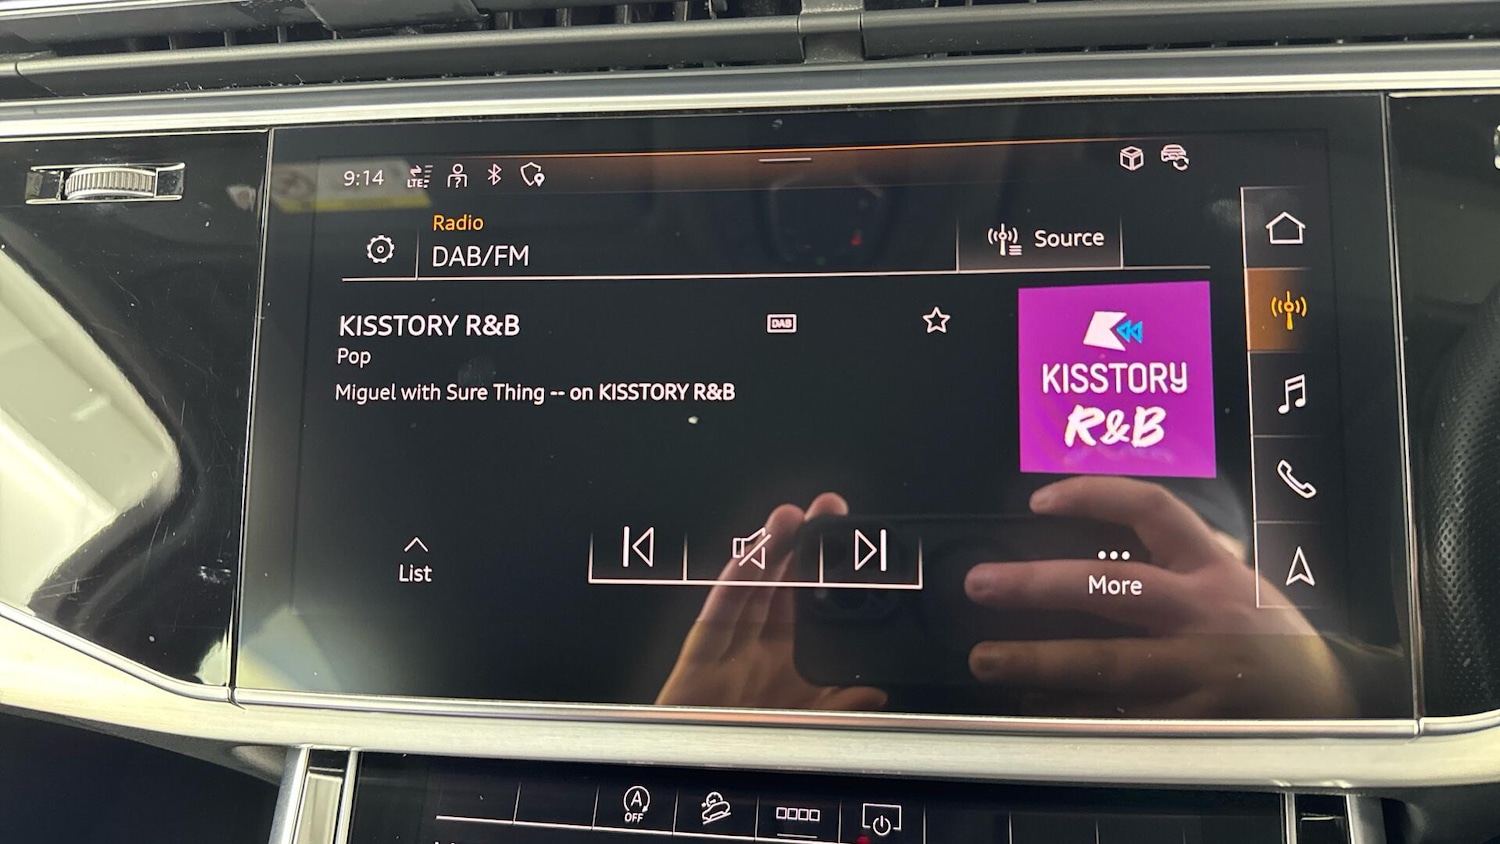 9:14 LTE
Radio
DAB/FM
Source
KISSTORY R&B
DAB
Pop
Miguel with Sure Thing -- on KISSTORY R&B
KISSTORY
R&B
List
More
A
OFF